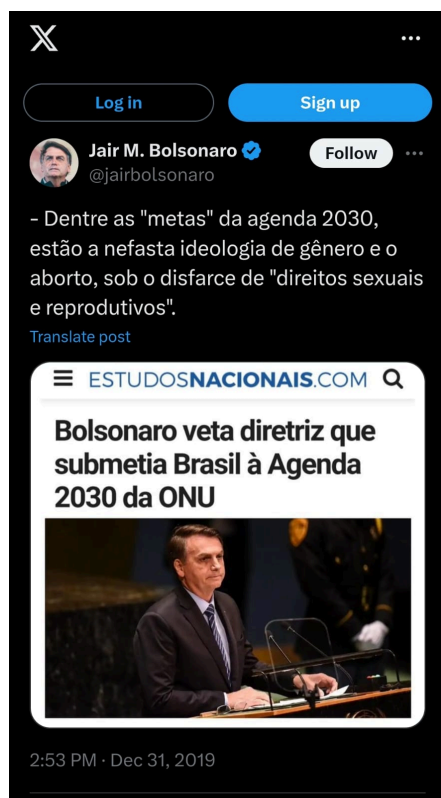 Log in
Sign up
Jair M. Bolsonaro
Follow
@jairbolsonaro
- Dentre as "metas" da agenda 2030,
estão a nefasta ideologia de gênero e o
aborto, sob o disfarce de "direitos sexuais
e reprodutivos".
Translate post
ESTUDOSNACIONAIS.COM
Bolsonaro veta diretriz que
submetia Brasil à Agenda
2030 da ONU
2:53 PM · Dec 31, 2019